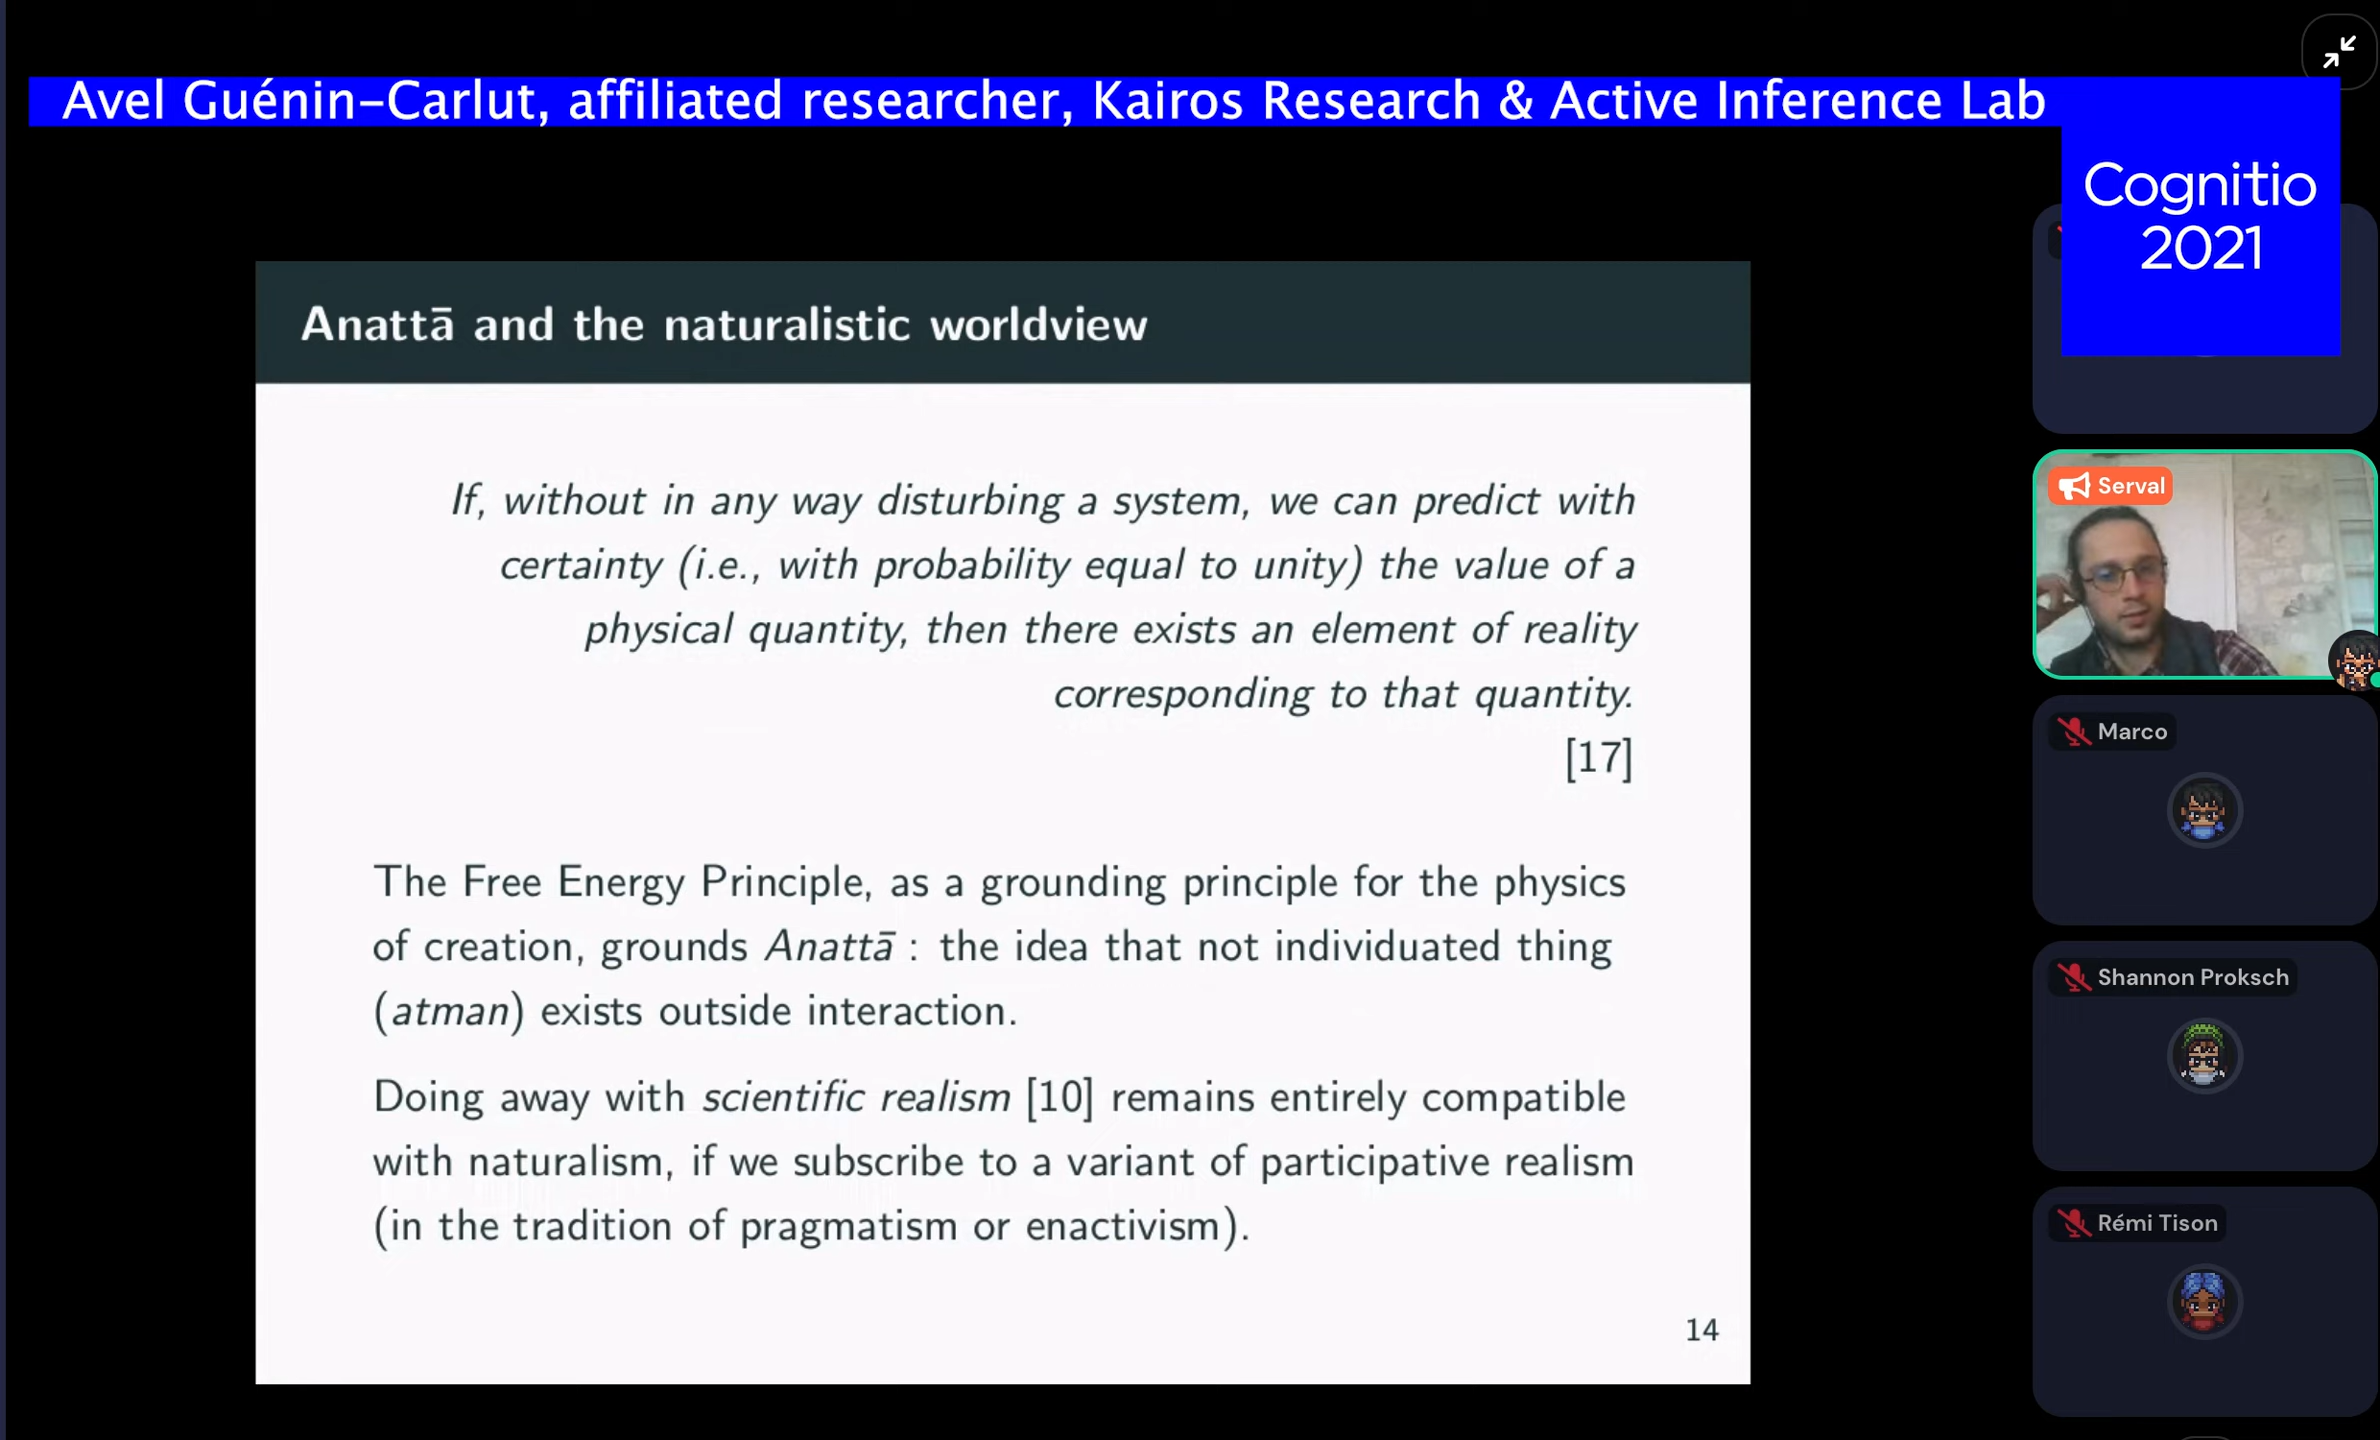 Avel Guénin-Carlut, affiliated researcher, Kairos Research & Active Inference Lab
Cognitio
2021
Anattā and the naturalistic worldview
If, without in any way disturbing a system, we can predict with
certainty (i.e., with probability equal to unity) the value of a
physical quantity, then there exists an element of reality
corresponding to that quantity.
[17]
The Free Energy Principle, as a grounding principle for the physics
of creation, grounds Anattā : the idea that not individuated thing
(atman) exists outside interaction.
Doing away with scientific realism [10] remains entirely compatible
with naturalism, if we subscribe to a variant of participative realism
(in the tradition of pragmatism or enactivism).
14
Serval
Marco
Shannon Proksch
Rémi Tison